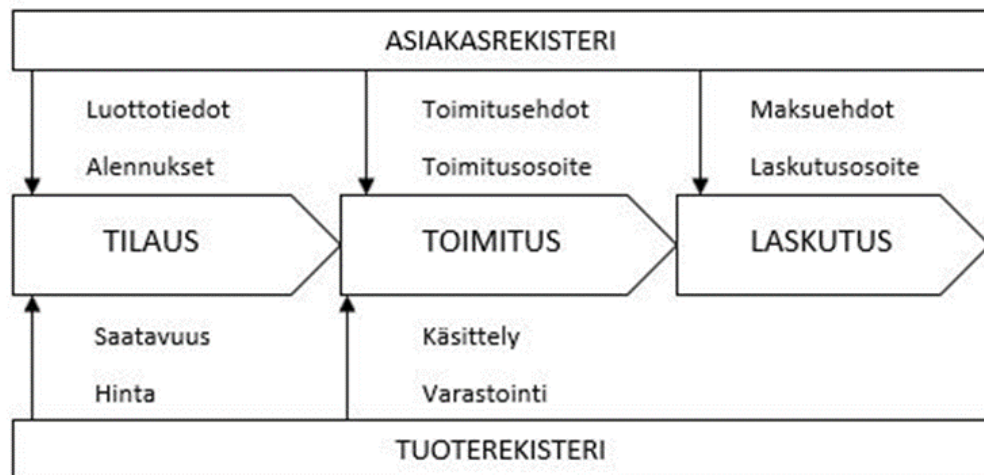 ASIAKASREKISTERI
Luottotiedot
Alennukset
Toimitusehdot
Toimitusosoite
Maksuehdot
Laskutusosoite
TILAUS
TOIMITUS
LASKUTUS
Saatavuus
Hinta
Käsittely
Varastointi
TUOTEREKISTERI